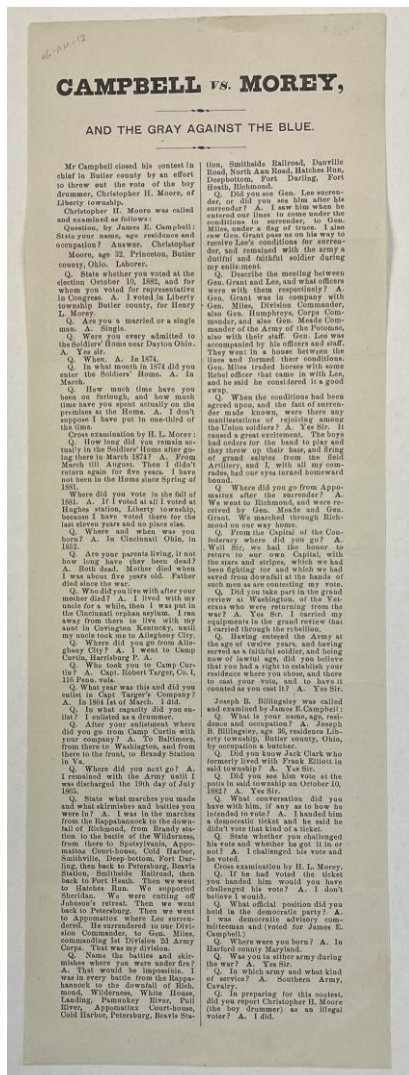 CAMPBELL vs. MOREY,
AND THE GRAY AGAINST THE BLUE.
Mr Campbell closed his contest in
chief in Butler county by an effort
to throw out the vote of the boy
drummer, Christopher H. Moore, of
Liberty township.
Christopher H. Moore was called
and examined as follows:
Question, by James E. Campbell:
State your name, age residence and
occupation? Answer. Christopher
Moore, age 32. Princeton, Butler
county, Ohio. Laborer.
Q. State whether you voted at the
election October 10, 1882, and for
whom you voted for representative
in Congress. A. I voted in Liberty
township Butler county, for Henry
L. Morey.
Q. Are you a married or a single
man. A. Single.
Q. Were you every admitted to
the Soldiers' Home near Dayton Ohio.
A. Yes sir.
Q. When. A. In 1874.
Q. In what month in 1874 did you
enter the Soldiers' Home. A. In
March.
Q. How much time have you
been on furlough, and how much
time have you spent actually on the
premises at the Home. A. I don't
suppose I have put in one-third of
the time.
Cross examination by H. L. Morey:
Q. How long did you remain ac-
tually in the Soldiers' Home after go-
ing there in March 1874? A. From
March till August. Then I didn't
return again for five years. I have
not been in the Home since Spring of
1881.
Where did you vote in the fall of
1881. A. If I voted at all I voted at
Hughes station, Liberty township,
because I have voted there for the
last eleven years and no place else.
Q. Where and when was you
born? A. In Cincinnati Ohio, in
1852.
Q. Are your parents living, if not
how long have they been dead?
A. Both dead. Mother died when
I was about five years old. Father
died since the war.
Q. Who did you live with after your
mother died? A. I lived with my
uncle for a while, then I was put in
the Cincinnati orphan asylum. I ran
away from there to live with my
aunt in Covington Kentucky, until
my uncle took me to Allegheny City.
Q. Where did you go from Alle-
ghany City? A. I went to Camp
Curtin, Harrisburg P. A.
Q. Who took you to Camp Cur-
tin? A. Capt. Robert Targer, Co. I,
116 Penn. vols.
Q. What year was this and did you
enlist in Capt Targer's Company?
A. In 1864 1st of March. I did.
Q. In what capacity did you en-
list? I enlisted as a drummer.
Q. After your enlistment where
did you go from Camp Curtin with
your company? A. To Baltimore,
from there to Washington, and from
there to the front, to Brandy Station
in Va.
Q. Where did you next go? A.
I remained with the Army until I
was discharged the 19th day of July
1865.
Q. State what marches you made
and what skirmishes and battles you
were in? A. I was in the marches
from the Rappahannock to the down-
fall of Richmond, from Brandy sta-
tion to the battle of the Wilderness,
from there to Spotsylvania, Appo-
mattox Court-house, Cold Harbor,
Smithville, Deep-bottom, Fort Dar-
ling, then back to Petersburg, Beavis
Station, Smithside Railroad, then
back to Fort Heath. Then we went
to Hatches Run. We supported
Sheridan. We were cutting off
Johnson's retreat. Then we went
back to Petersburg. Then we went
to Appomattox where Lee surren-
dered. He surrendered to our Divi-
sion Commander, to Gen. Miles,
commanding 1st Division 2d Army
Corps. That was my division.
Q. Name the battles and skir-
mishes where you were under fire?
A. That would be impossible. I
was in every battle from the Rappa-
hannock to the downfall of Rich-
mond, Wilderness, White House,
Landing, Pamunkey River, Poll
River, Appomattox Court-house,
Cold Harbor, Petersburg, Beavis Sta-
tion, Smithside Railroad, Danville
Road, North Ann Road, Hatches Run,
Deepbottom, Fort Darling, Fort
Heath, Richmond.
Q. Did you see Gen. Lee surren-
der, or did you see him after his
surrender? A. I saw him when he
entered our lines to come under the
conditions to surrender, to Gen.
Miles, under a flag of truce. I also
saw Gen. Grant pass us on his way to
receive Lee's conditions for surren-
der, and remained with the army a
dutiful and faithful soldier during
my enlistment.
Q. Describe the meeting between
Gen. Grant and Lee, and what officers
were with them respectively? A.
Gen. Grant was in company with
Gen. Miles, Division Commander,
also Gen. Humphreys, Corps Com-
mander, and also Gen. Meade Com-
mander of the Army of the Potomac,
also with their staff. Gen. Lee was
accompanied by his officers and staff.
They went in a house between the
lines and formed their conditions.
Gen. Miles traded horses with some
Rebel officer that came in with Lee,
and he said he considered it a good
swap.
Q. When the conditions had been
agreed upon, and the fact of surren-
der made known, were there any
manifestations of rejoicing among
the Union soldiers? A. Yes Sir. It
caused a great excitement. The boys
had orders for the band to play and
they threw up their hats, and firing
of grand salutes from the field
Artillery, and I, with all my com-
rades, had our eyes turned homeward
bound.
Q. Where did you go from Appo-
mattox after the surrender? A.
We went to Richmond, and were re-
ceived by Gen. Meade and Gen.
Grant. We marched through Rich-
mond on our way home.
Q. From the Capital of the Con-
federacy where did you go? A.
Well Sir, we had the honor to
return to our own Capital, with
the stars and stripes, which we had
been fighting for and which we had
saved from downfall at the hands of
such men as are contesting my vote.
Q. Did you take part in the grand
review at Washington, of the Vet-
erans who were returning from the
war? A. Yes Sir. I carried my
equipments in the grand review that
I carried through the rebellion.
Q. Having entered the Army at
the age of twelve years, and having
served as a faithful soldier, and being
now of lawful age, did you believe
that you had a right to establish your
residence where you chose, and there
to cast your vote, and to have it
counted as you cast it? A. Yes Sir.
Joseph B. Billingsley was called
and examined by James E.Campbell:
Q. What is your name, age, resi-
dence and occupation? A. Joseph
B. Billingsley, age 36, residence Lib-
erty township, Butler county, Ohio,
by occupation a butcher.
Q. Did you know Jack Clark who
formerly lived with Frank Elliott in
said township? A. Yes Sir.
Q. Did you see him vote at the
polls in said township on October 10,
1882? A. Yes Sir.
Q. What conversation did you
have with him, if any as to how he
intended to vote? A. I handed him
a democratic ticket and he said he
didn't vote that kind of a ticket.
Q. State whether you challenged
his vote and whether he got it in or
not? A. I challenged his vote and
he voted.
Cross examination by H. L. Morey.
Q. If he had voted the ticket
you handed him would you have
challenged his vote? A. I don't
believe I would.
Q. What official position did you
hold in the democratic party? A.
I was democratic advisory com-
mitteeman and (voted for James E.
Campbell.)
Q. Where were you born? A. In
Harford county Maryland.
Q. Was you in either army during
the war? A. Yes Sir.
Q. In which army and what kind
of service? A. Southern Army,
Cavalry.
Q. In preparing for this contest,
did you report Christopher H. Moore
(the boy drummer) as an illegal
voter? A. I did.